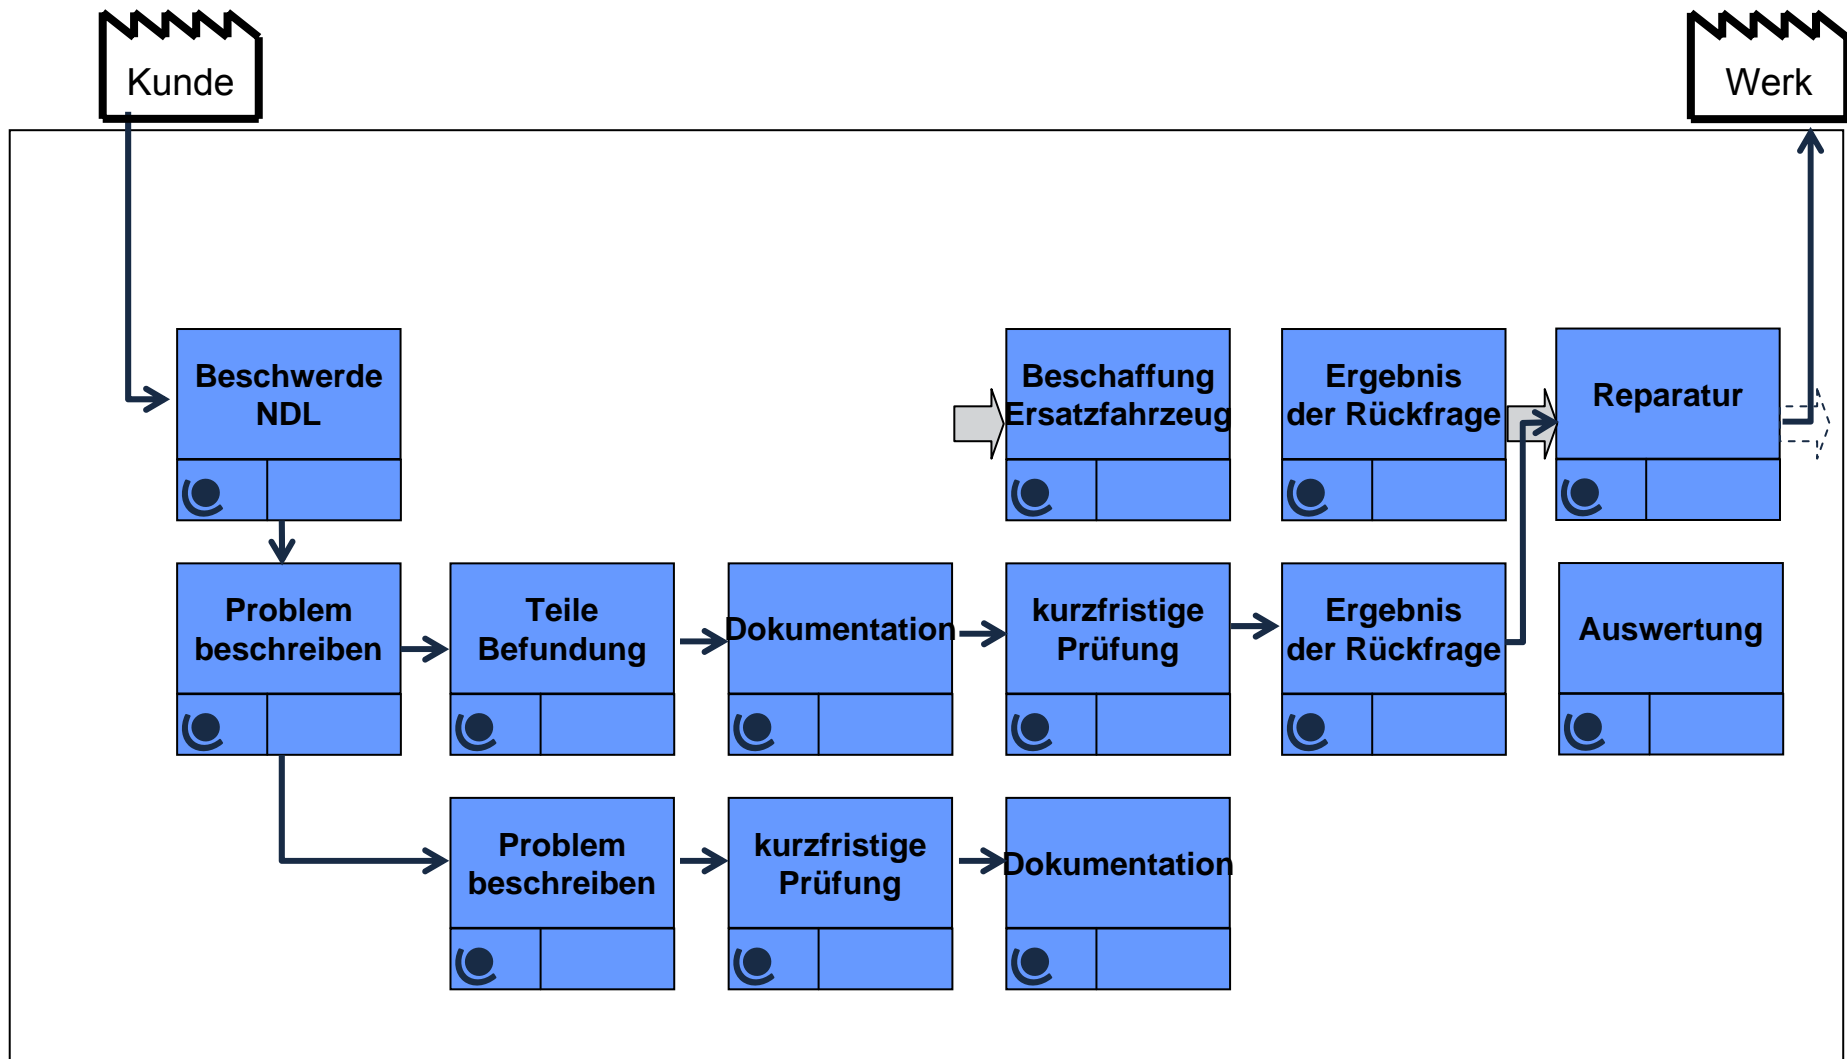 Kunde
Werk
Beschwerde
NDL
Beschaffung
Ersatzfahrzeug
Ergebnis
der Rückfrage
Reparatur
Problem
beschreiben
Teile
Befundung
Dokumentation
kurzfristige
Prüfung
Ergebnis
der Rückfrage
Auswertung
Problem
beschreiben
kurzfristige
Prüfung
Dokumentation